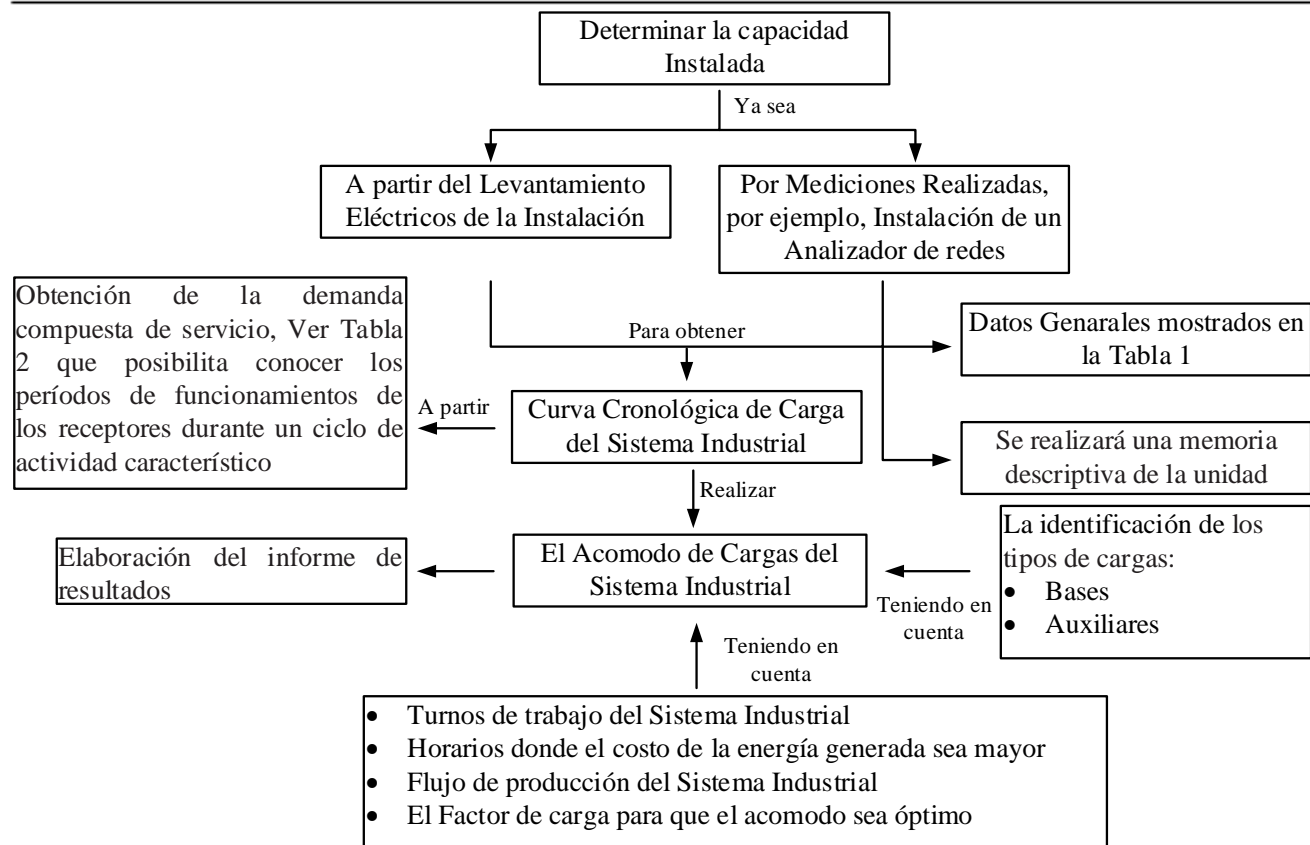 Determinar la capacidad
Instalada
Ya sea
A partir del Levantamiento
Eléctricos de la Instalación
Por Mediciones Realizadas,
por ejemplo, Instalación de un
Analizador de redes
Obtención de la demanda
compuesta de servicio, Ver Tabla
2 que posibilita conocer los
períodos de funcionamientos de
los receptores durante un ciclo de
actividad característico
Para obtener
Datos Genarales mostrados en
la Tabla 1
A partir
Curva Cronológica de Carga
del Sistema Industrial
Se realizará una memoria
descriptiva de la unidad
Realizar
Elaboración del informe de
resultados
El Acomodo de Cargas del
Sistema Industrial
Teniendo en
cuenta
La identificación de los
tipos de cargas:
• Bases
• Auxiliares
Teniendo en
cuenta
• Turnos de trabajo del Sistema Industrial
• Horarios donde el costo de la energía generada sea mayor
• Flujo de producción del Sistema Industrial
• El Factor de carga para que el acomodo sea óptimo